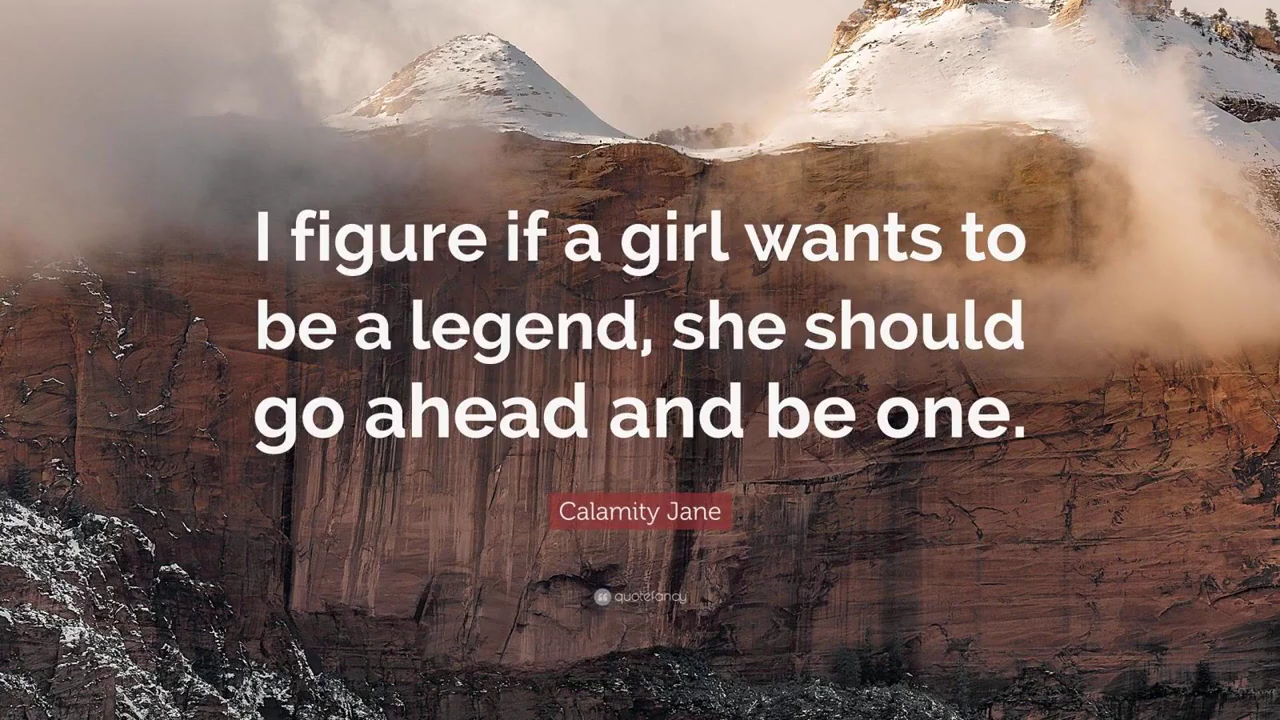 I figure if a girl wants to
be a legend, she should
go ahead and be one.
Calamity Jane
quotefancy